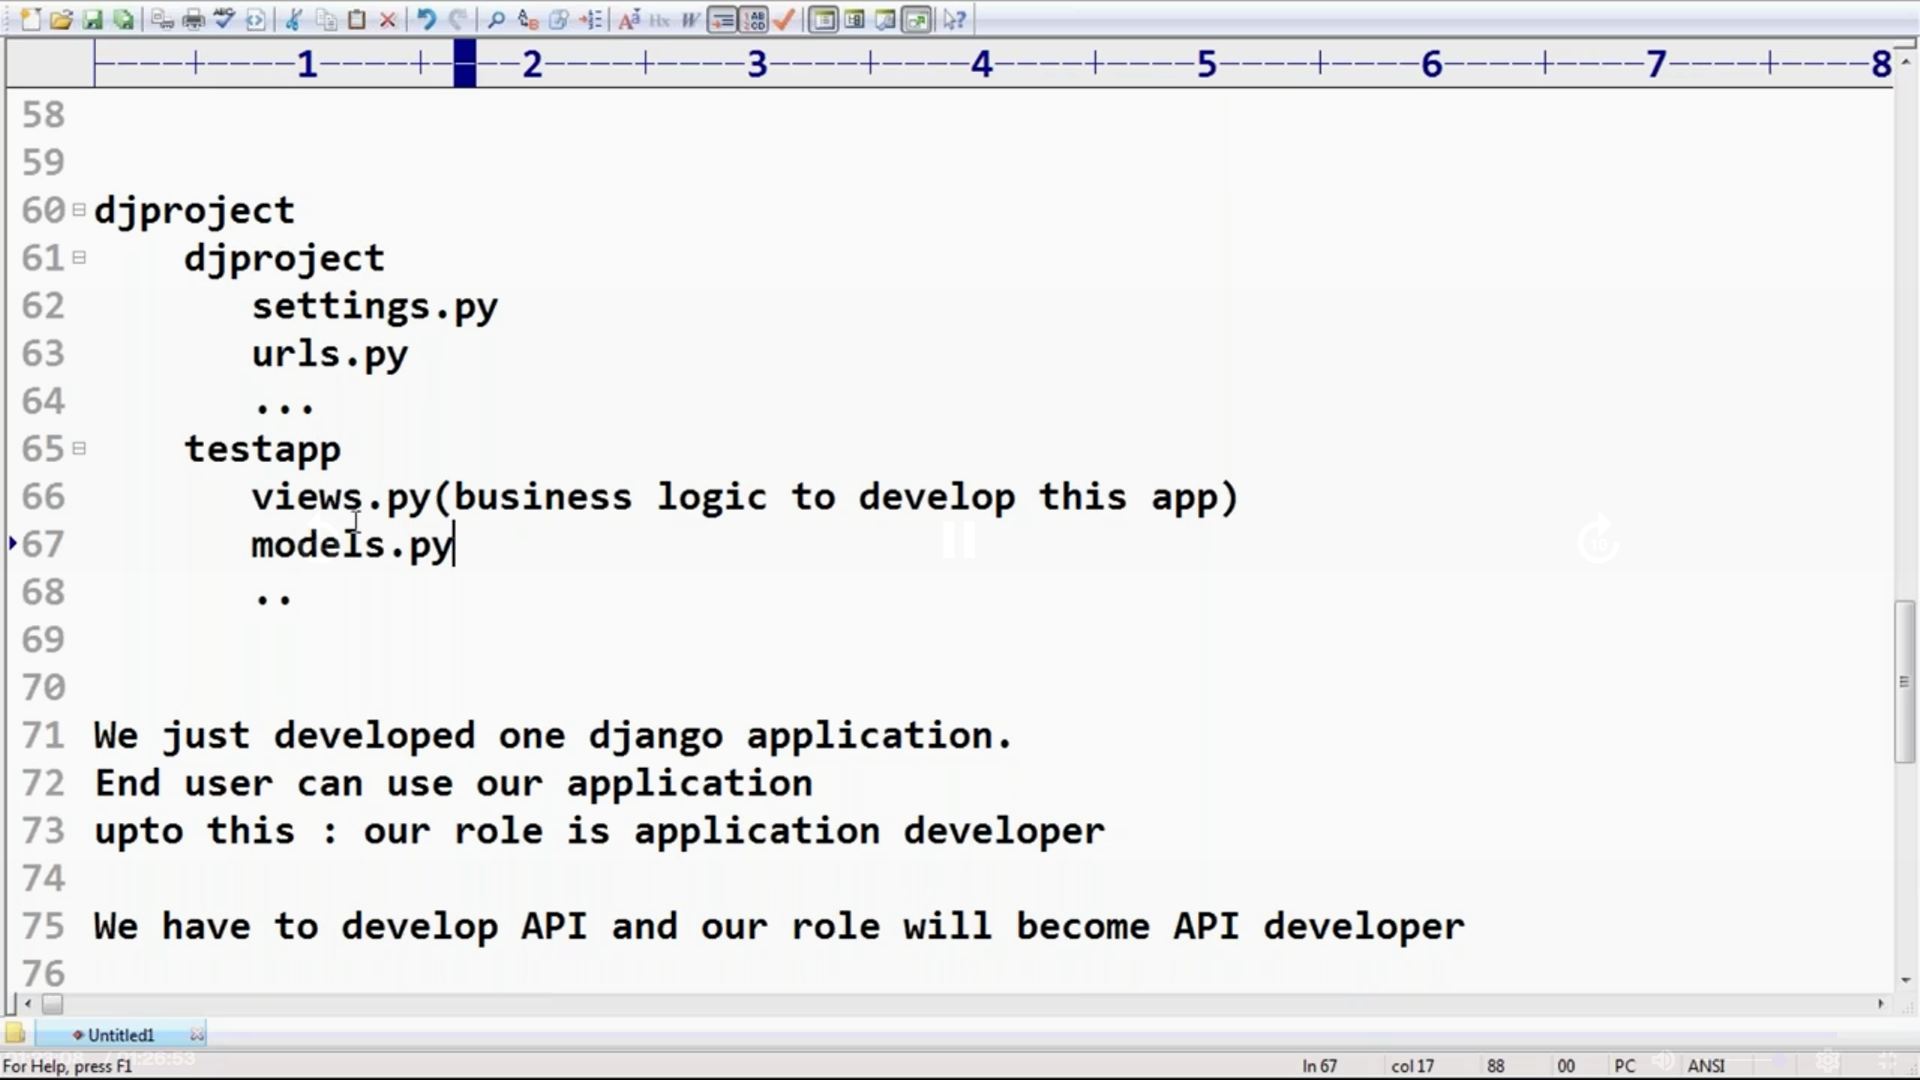 1 2 3 4 5 6 7 8
58
59
60 djproject
61 djproject
62 settings.py
63 urls.py
64 ...
65 testapp
66 views.py(business logic to develop this app)
67 models.py
68 ..
69
70
71 We just developed one django application.
72 End user can use our application
73 upto this : our role is application developer
74
75 We have to develop API and our role will become API developer
76
Untitled1
For Help, press F1 ln 67 col 17 88 00 PC ANSI